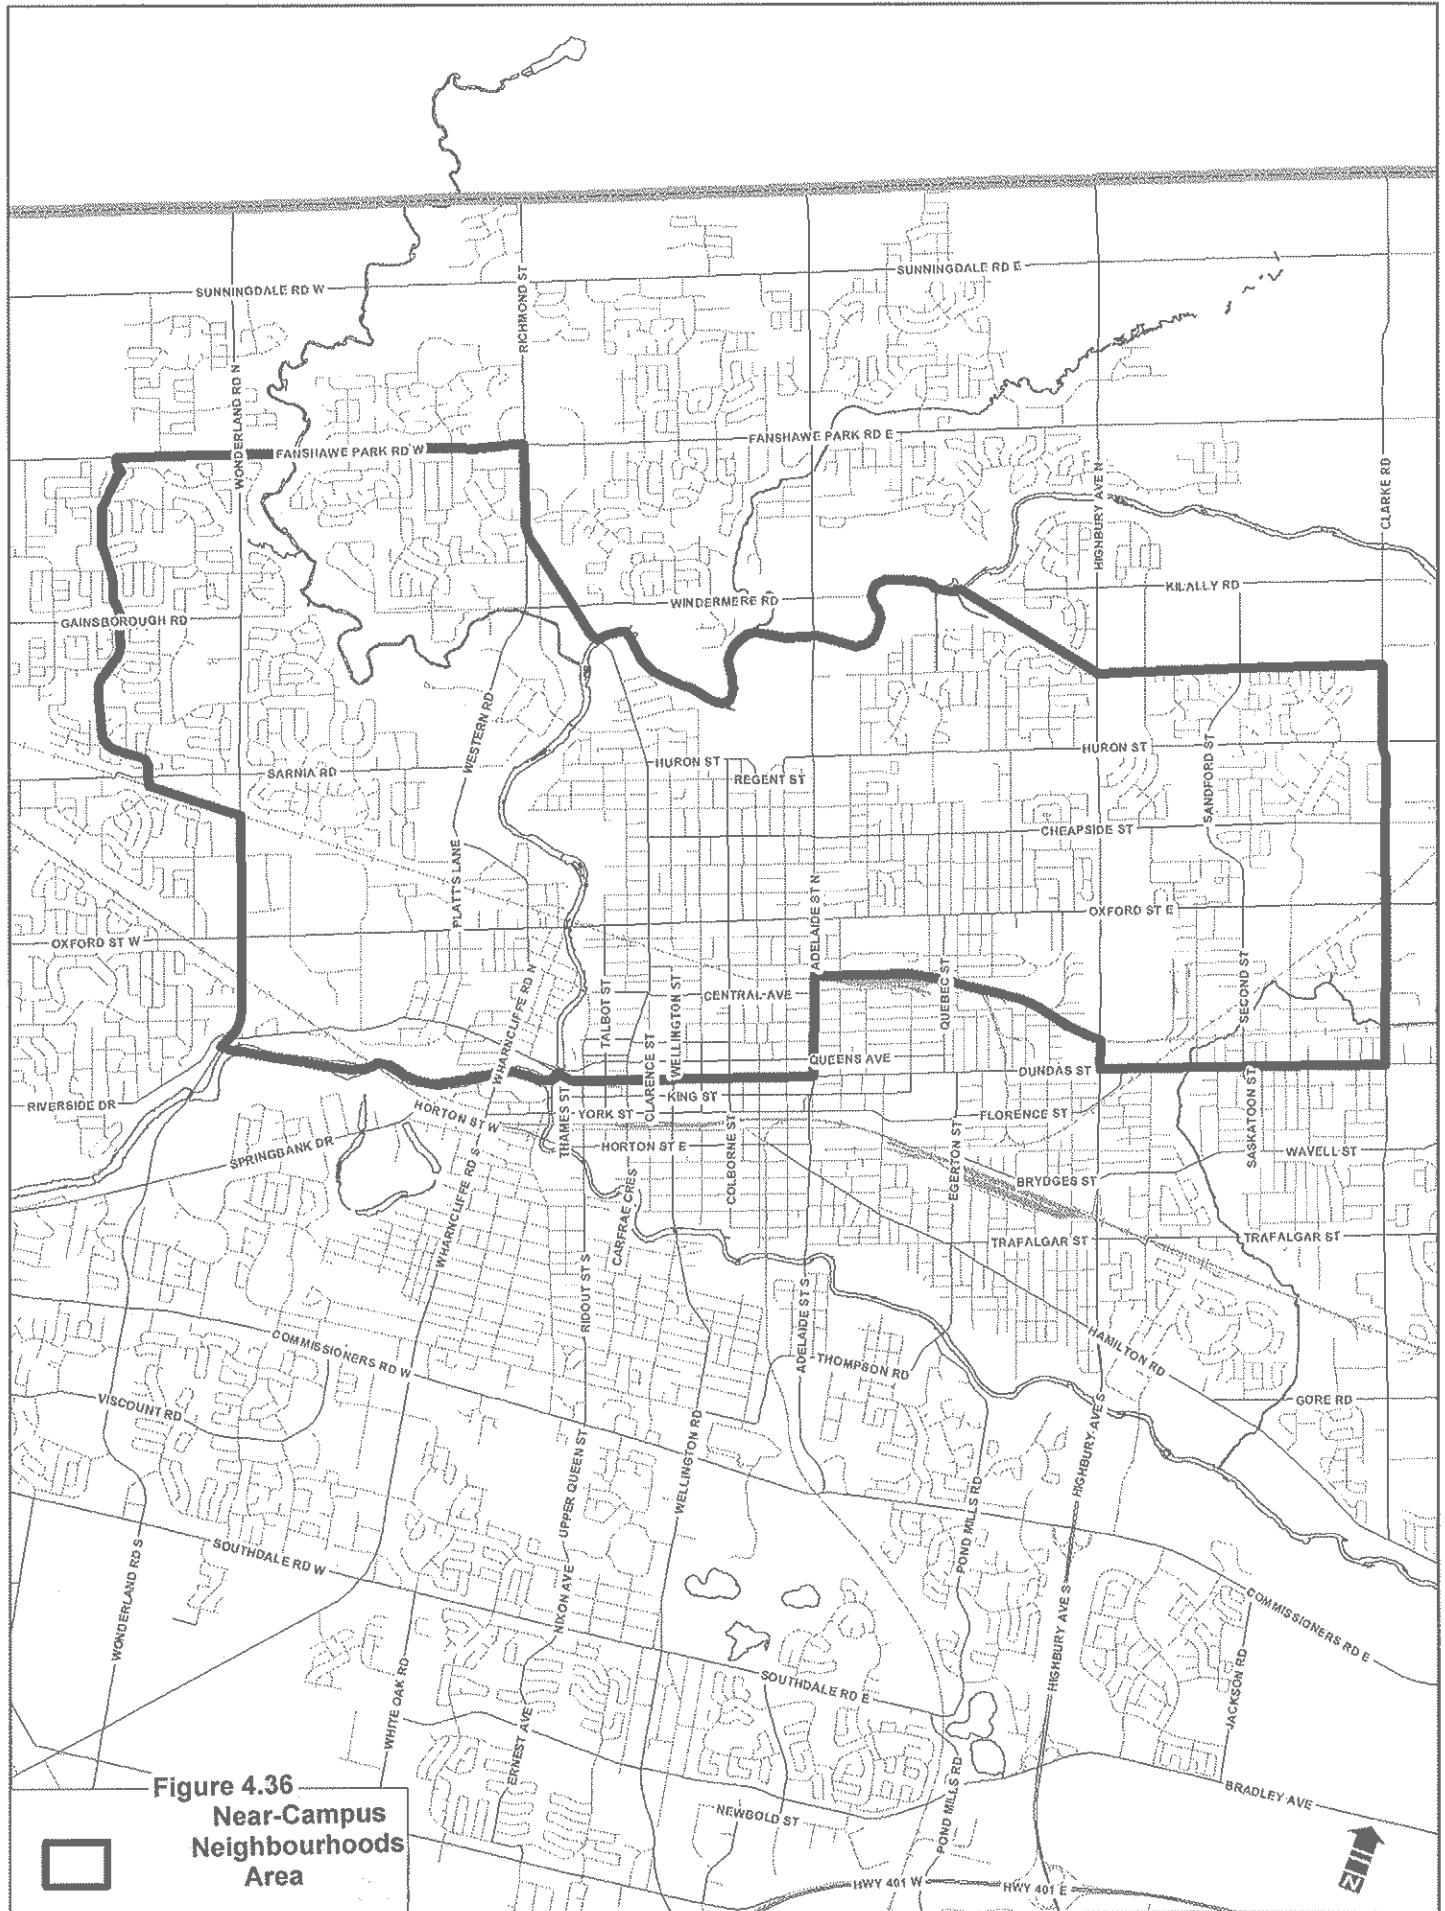 SUNNINGDALE RD E
SUNNINGDALE RD W
RICHMOND ST
WONDERLAND RD N
FANSHAWE PARK RD E
FANSHAWE PARK RD W
HIGHBURY AVE N
CLARKE RD
KILALLY RD
WINDERMERE RD
GAINSBOROUGH RD
WESTERN RD
HURON ST
HURON ST
SANDFORD ST
SARNIA RD
REGENT ST
CHEAPSIDE ST
PLATT'S LANE
ADELAIDE ST N
OXFORD ST E
OXFORD ST W
WHARNCLIFFE RD N
TALBOT ST
CENTRAL AVE
WELLINGTON ST
QUEBEC ST
SECOND ST
CLARENCE ST
QUEENS AVE
DUNDAS ST
RIVERSIDE DR
THAMES ST
KING ST
HORTON ST W
YORK ST
FLORENCE ST
SASKATOON ST
SPRINGBANK DR
HORTON ST E
COLBORNE ST
EGERTON ST
WAVELL ST
BRYDGES ST
WHARNCLIFFE RD S
CARFRAE CRES
TRAFALGAR ST
TRAFALGAR ST
RIDOUT ST S
ADELAIDE ST S
COMMISSIONERS RD W
HAMILTON RD
THOMPSON RD
VISCOUNT RD
GORE RD
HIGHBURY AVE S
UPPER QUEEN ST
WELLINGTON RD
POND MILLS RD
SOUTHDALE RD W
WONDERLAND RD S
NIXON AVE
HIGHBURY AVE S
COMMISSIONERS RD E
SOUTHDALE RD E
WHITE OAK RD
JACKSON RD
ERNEST AVE
POND MILLS RD
BRADLEY AVE
NEWBOLD ST
HWY 401 W
HWY 401 E
Figure 4.36
Near-Campus
Neighbourhoods
Area
N